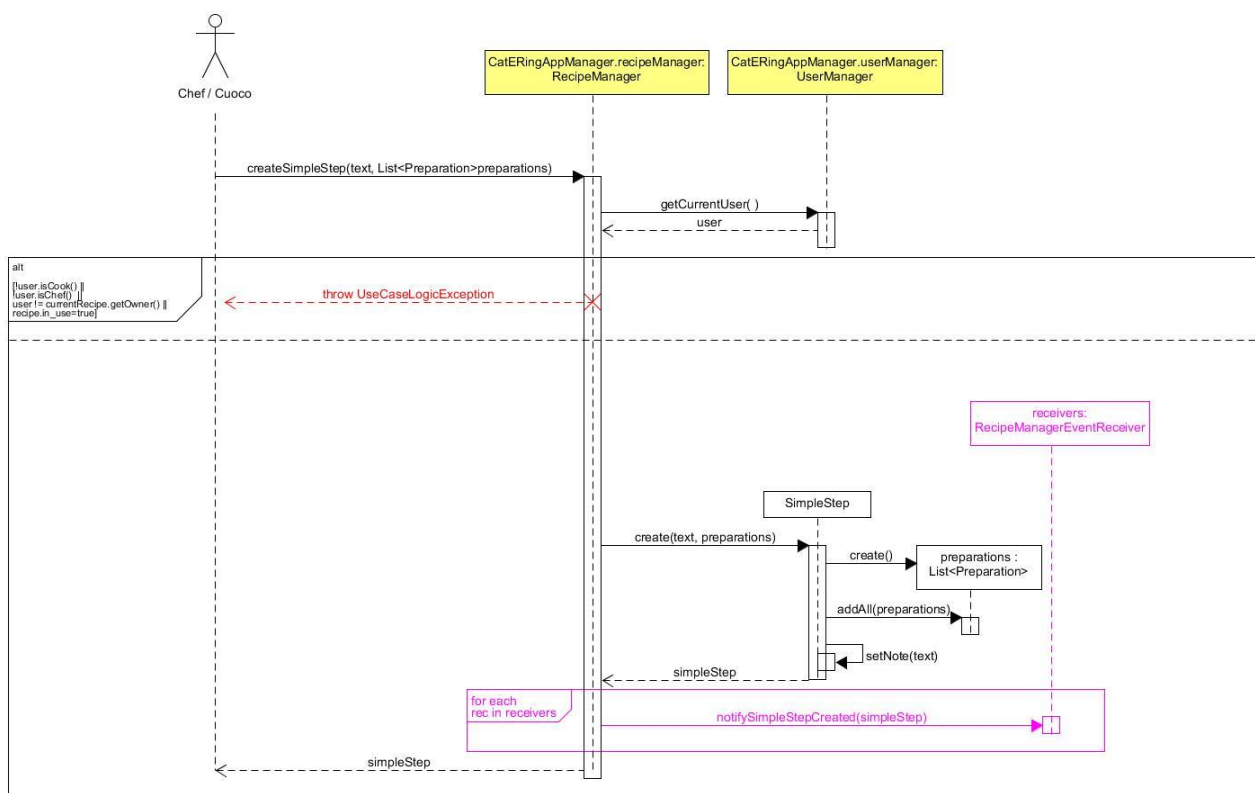 Chef / Cuoco
CatERingAppManager.recipeManager:
RecipeManager
CatERingAppManager.userManager:
UserManager
createSimpleStep(text, List<Preparation>preparations)
getCurrentUser( )
user
alt
[!user.isCook() ||
!user.isChef() ||
user != currentRecipe.getOwner() ||
recipe.in_use=true]
throw UseCaseLogicException
receivers:
RecipeManagerEventReceiver
SimpleStep
create(text, preparations)
create()
preparations :
List<Preparation>
addAll(preparations)
setNote(text)
simpleStep
for each
rec in receivers
notifySimpleStepCreated(simpleStep)
simpleStep